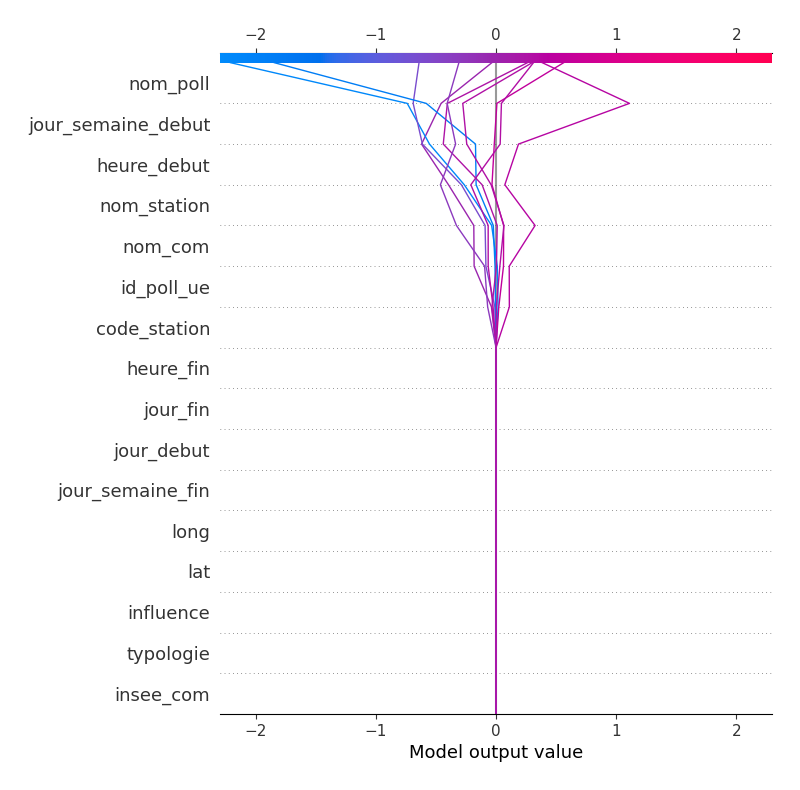 −2 −1 0 1 2
nom_poll
jour_semaine_debut
heure_debut
nom_station
nom_com
id_poll_ue
code_station
heure_fin
jour_fin
jour_debut
jour_semaine_fin
long
lat
influence
typologie
insee_com
−2 −1 0 1 2
Model output value